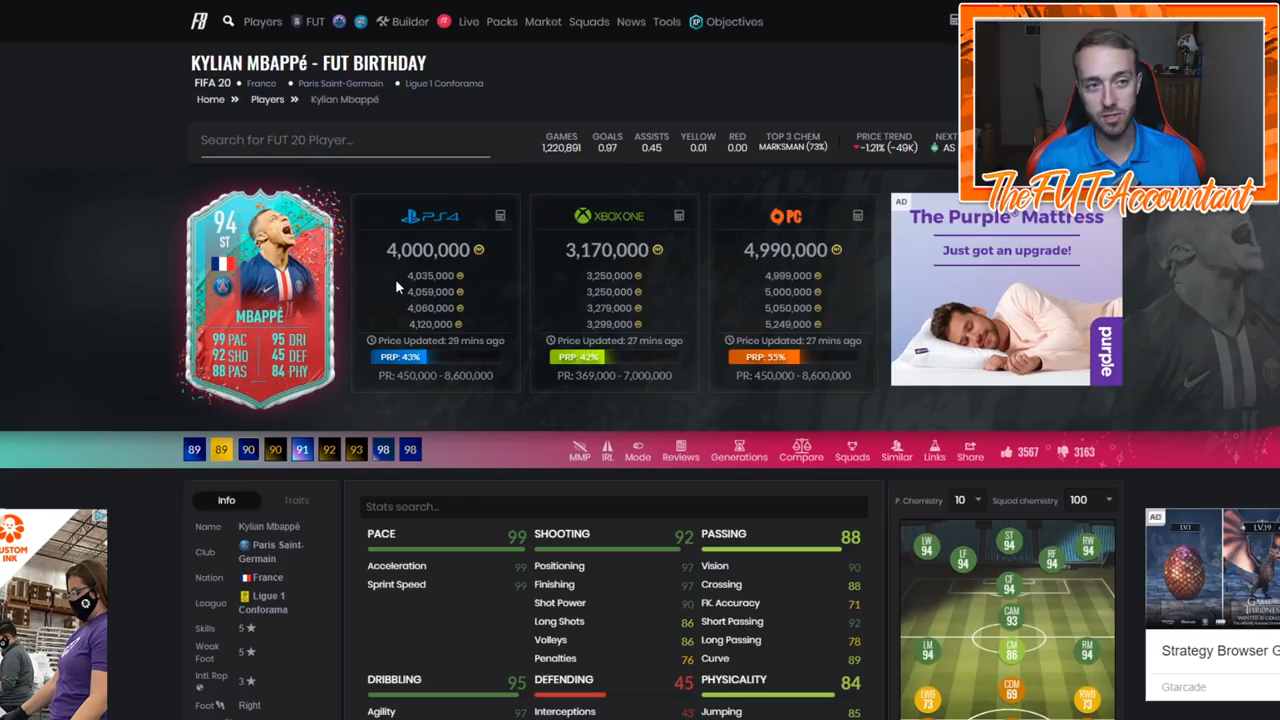 FB Players FUT Builder Live Packs Market Squads News Tools XP Objectives
KYLIAN MBAPPé - FUT BIRTHDAY
FIFA 20 • France • Paris Saint-Germain • Ligue 1 Conforama
Home » Players » Kylian Mbappé
Search for FUT 20 Player...
GAMES GOALS ASSISTS YELLOW RED TOP 3 CHEM PRICE TREND NEXT
1,220,891 0.97 0.45 0.01 0.00 MARKSMAN (73%) -1.21% (-49K) AS
TheFUTAccountant
94
ST
MBAPPÉ
99 PAC 95 DRI
92 SHO 45 DEF
88 PAS 84 PHY
PS4
4,000,000
4,035,000
4,059,000
4,060,000
4,120,000
Price Updated: 29 mins ago
PRP: 43%
PR: 450,000 - 8,600,000
XBOX ONE
3,170,000
3,250,000
3,250,000
3,279,000
3,299,000
Price Updated: 27 mins ago
PRP: 42%
PR: 369,000 - 7,000,000
PC
4,990,000
4,999,000
5,000,000
5,050,000
5,249,000
Price Updated: 27 mins ago
PRP: 55%
PR: 450,000 - 8,600,000
AD
The Purple® Mattress
Just got an upgrade!
purple
89 89 90 90 91 92 93 98 98
MMP IRL Mode Reviews Generations Compare Squads Similar Links Share 3567 3163
Info Traits
Name Kylian Mbappé
Club Paris Saint-
Germain
Nation France
League Ligue 1
Conforama
Skills 5★
Weak
Foot 5★
Intl. Rep 3★
Foot Right
Stats search...
PACE 99
Acceleration 99
Sprint Speed 99
SHOOTING 92
Positioning 97
Finishing 97
Shot Power 90
Long Shots 86
Volleys 86
Penalties 76
PASSING 88
Vision 90
Crossing 88
FK Accuracy 71
Short Passing 92
Long Passing 78
Curve 89
DRIBBLING 95
Agility 97
DEFENDING 45
Interceptions 43
PHYSICALITY 84
Jumping 85
P. Chemistry 10 Squad chemistry 100
LW 94
LF 94
ST 94
RF 94
RW 94
CF 94
CAM 93
LM 94
CM 86
RM 94
LWB 73
CDM 69
RWB 73
CUSTOM
INK
AD
LV.1
LV.19
GAME
THRONES
WINTER IS COMING
Strategy Browser G
Gtarcade